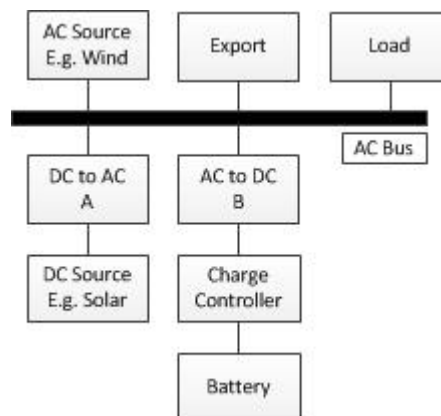 AC Source
E.g. Wind
Export
Load
AC Bus
DC to AC
A
AC to DC
B
DC Source
E.g. Solar
Charge
Controller
Battery